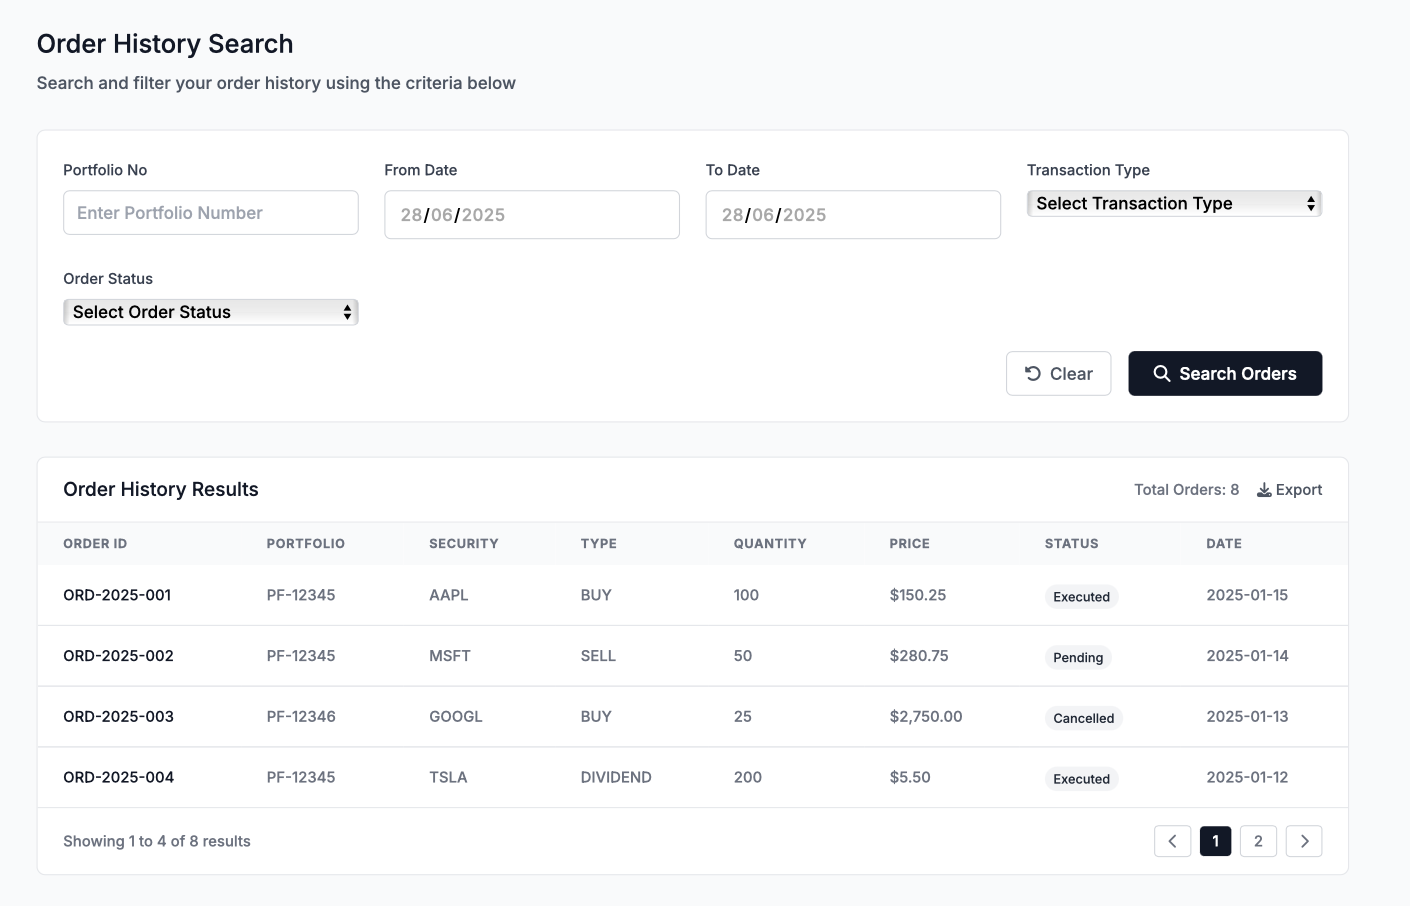 Order History Search
Search and filter your order history using the criteria below
Portfolio No From Date To Date Transaction Type
Enter Portfolio Number 28/06/2025 28/06/2025 Select Transaction Type
Order Status
Select Order Status
Clear Search Orders
Order History Results Total Orders: 8 Export
ORDER ID PORTFOLIO SECURITY TYPE QUANTITY PRICE STATUS DATE
ORD-2025-001 PF-12345 AAPL BUY 100 $150.25 Executed 2025-01-15
ORD-2025-002 PF-12345 MSFT SELL 50 $280.75 Pending 2025-01-14
ORD-2025-003 PF-12346 GOOGL BUY 25 $2,750.00 Cancelled 2025-01-13
ORD-2025-004 PF-12345 TSLA DIVIDEND 200 $5.50 Executed 2025-01-12
Showing 1 to 4 of 8 results 1 2